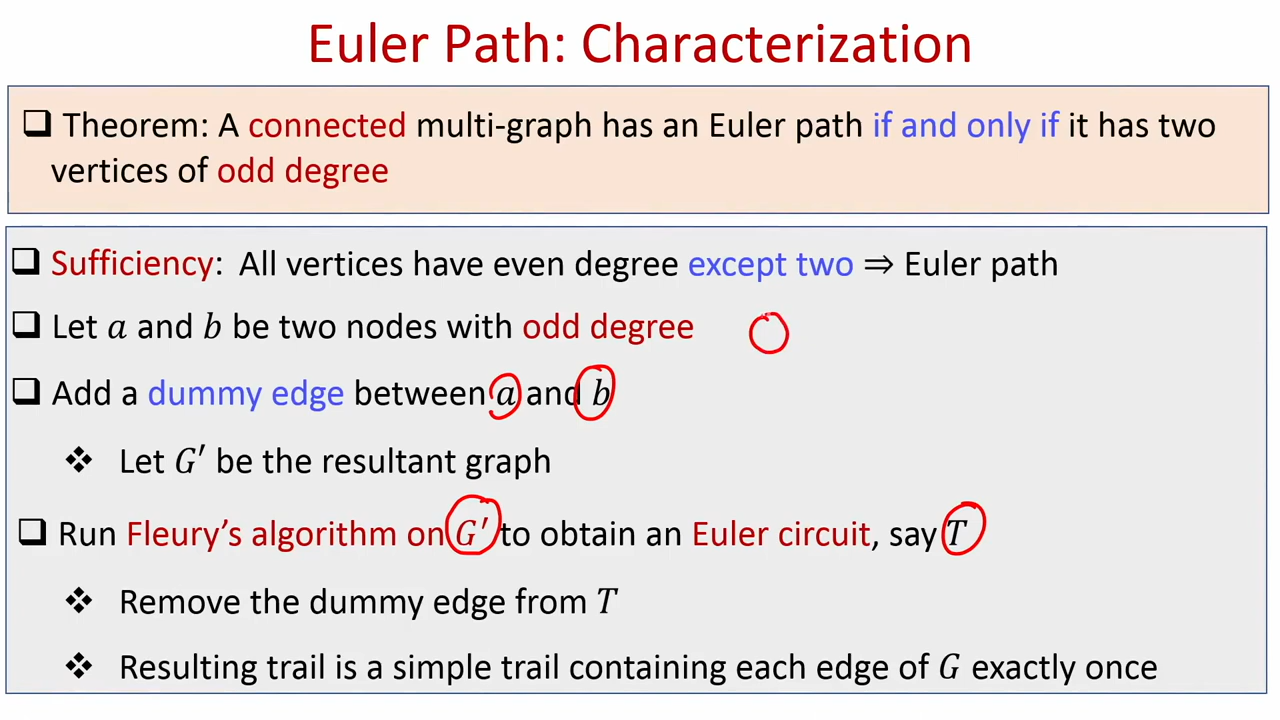 Euler Path: Characterization
❑ Theorem: A connected multi-graph has an Euler path if and only if it has two
vertices of odd degree
❑ Sufficiency: All vertices have even degree except two ⇒ Euler path
❑ Let a and b be two nodes with odd degree
❑ Add a dummy edge between a and b
❖ Let G′ be the resultant graph
❑ Run Fleury’s algorithm on G′ to obtain an Euler circuit, say T
❖ Remove the dummy edge from T
❖ Resulting trail is a simple trail containing each edge of G exactly once